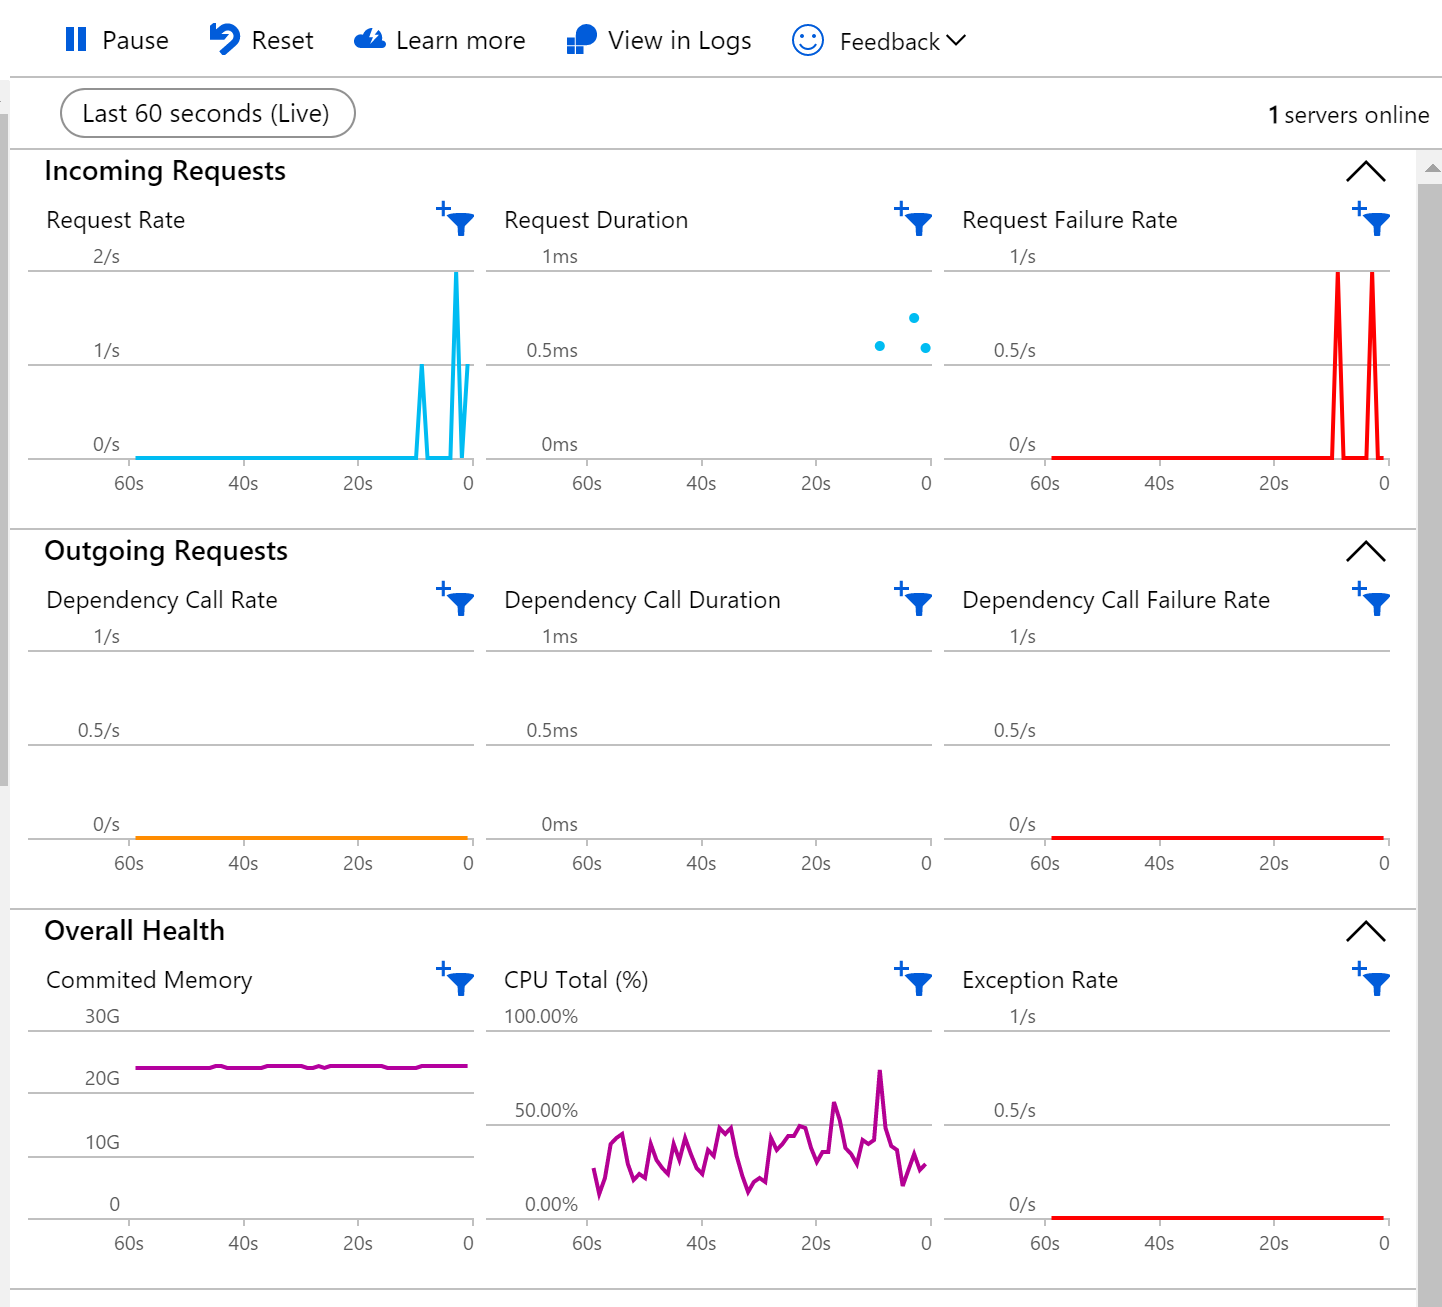 Pause Reset Learn more View in Logs Feedback
Last 60 seconds (Live) 1 servers online
Incoming Requests
Request Rate Request Duration Request Failure Rate
2/s 1ms 1/s
1/s 0.5ms 0.5/s
0/s 0ms 0/s
60s 40s 20s 0 60s 40s 20s 0 60s 40s 20s 0
Outgoing Requests
Dependency Call Rate Dependency Call Duration Dependency Call Failure Rate
1/s 1ms 1/s
0.5/s 0.5ms 0.5/s
0/s 0ms 0/s
60s 40s 20s 0 60s 40s 20s 0 60s 40s 20s 0
Overall Health
Commited Memory CPU Total (%) Exception Rate
30G 100.00% 1/s
20G
50.00% 0.5/s
10G
0 0.00% 0/s
60s 40s 20s 0 60s 40s 20s 0 60s 40s 20s 0